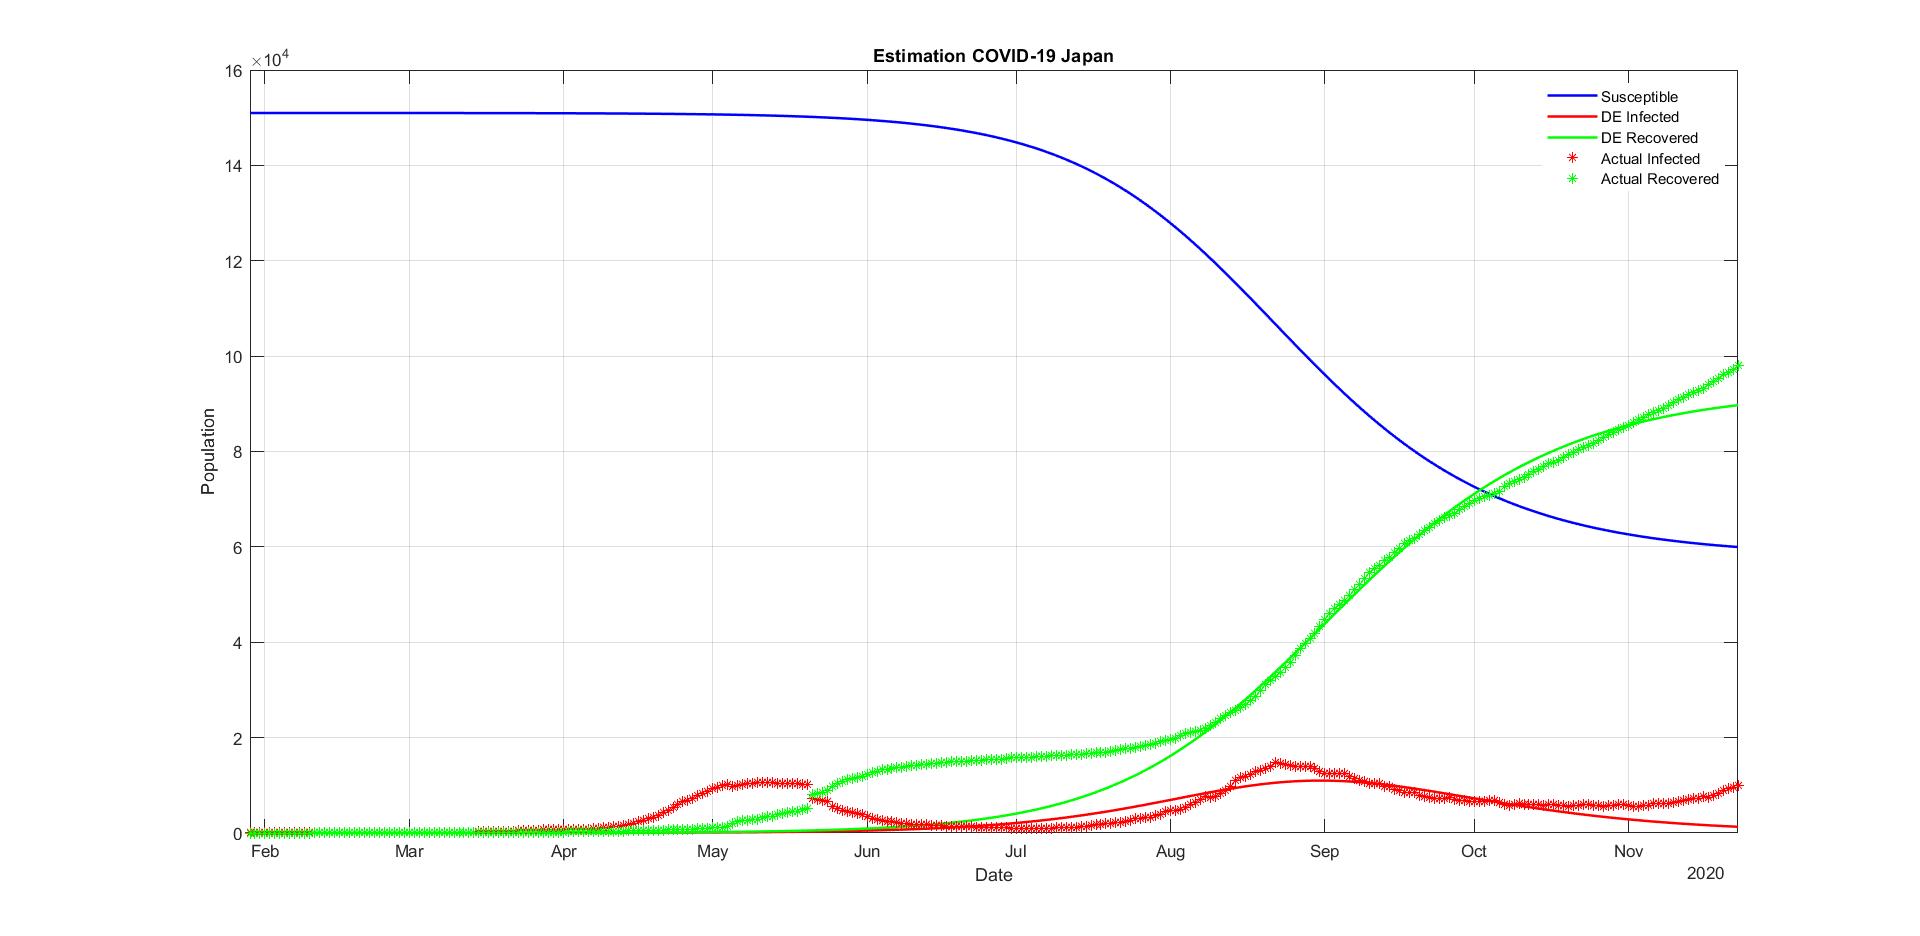 Estimation COVID-19 Japan
×10^4
16
14
12
10
8
6
4
2
0
Population
Susceptible
DE Infected
DE Recovered
Actual Infected
Actual Recovered
Feb Mar Apr May Jun Jul Aug Sep Oct Nov
Date
2020